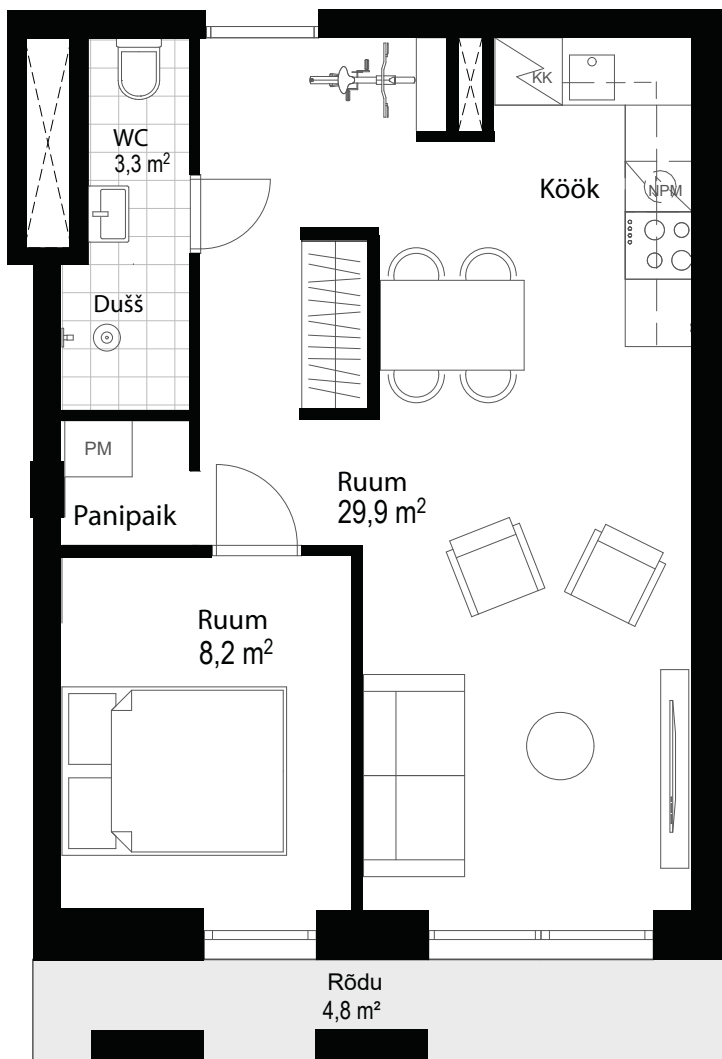 WC
3,3 m²
KK
Köök
NPM
Dušš
PM
Panipaik
Ruum
29,9 m²
Ruum
8,2 m²
Rõdu
4,8 m²